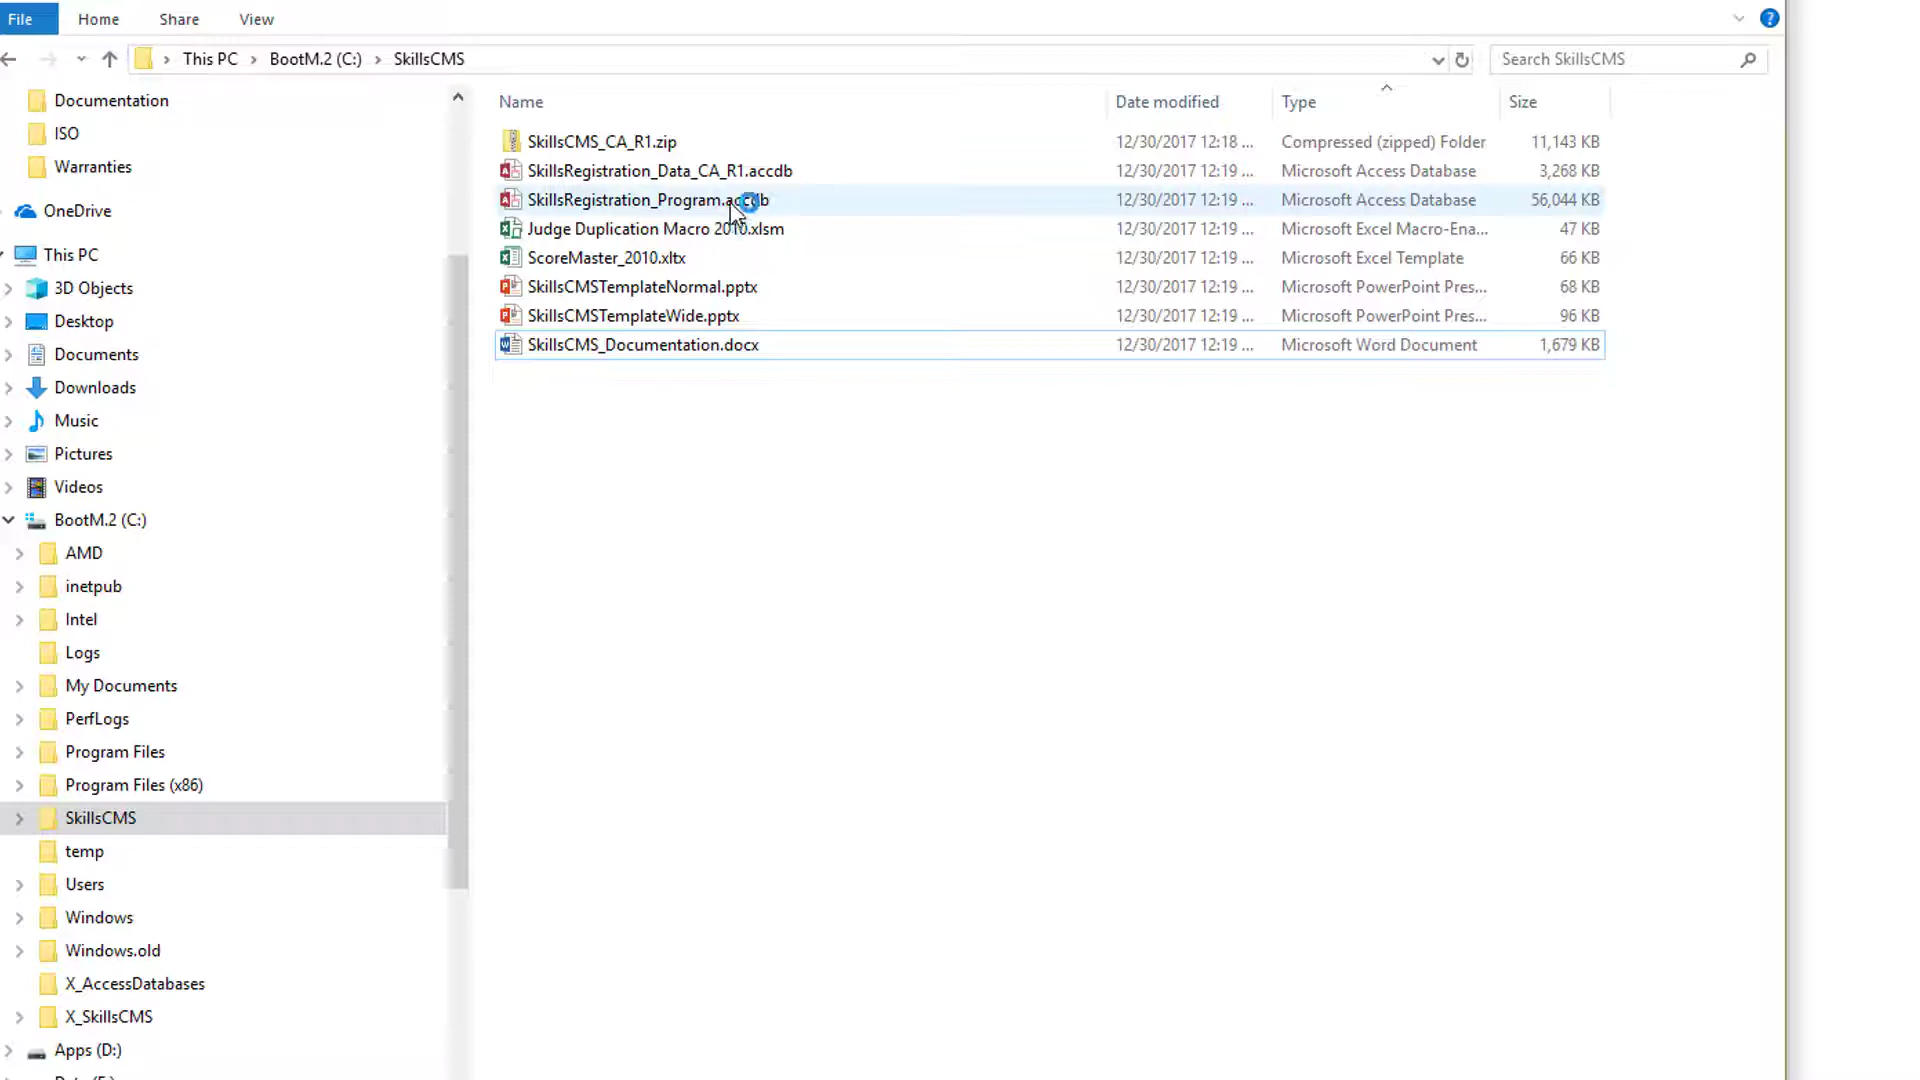 File Home Share View ?
This PC > BootM.2 (C:) > SkillsCMS Search SkillsCMS
Documentation
ISO
Warranties
OneDrive
This PC
3D Objects
Desktop
Documents
Downloads
Music
Pictures
Videos
BootM.2 (C:)
AMD
inetpub
Intel
Logs
My Documents
PerfLogs
Program Files
Program Files (x86)
SkillsCMS
temp
Users
Windows
Windows.old
X_AccessDatabases
X_SkillsCMS
Apps (D:)
Name Date modified Type Size
SkillsCMS_CA_R1.zip 12/30/2017 12:18 ... Compressed (zipped) Folder 11,143 KB
SkillsRegistration_Data_CA_R1.accdb 12/30/2017 12:19 ... Microsoft Access Database 3,268 KB
SkillsRegistration_Program.accdb 12/30/2017 12:19 ... Microsoft Access Database 56,044 KB
Judge Duplication Macro 2010.xlsm 12/30/2017 12:19 ... Microsoft Excel Macro-Ena... 47 KB
ScoreMaster_2010.xltx 12/30/2017 12:19 ... Microsoft Excel Template 66 KB
SkillsCMSTemplateNormal.pptx 12/30/2017 12:19 ... Microsoft PowerPoint Pres... 68 KB
SkillsCMSTemplateWide.pptx 12/30/2017 12:19 ... Microsoft PowerPoint Pres... 96 KB
SkillsCMS_Documentation.docx 12/30/2017 12:19 ... Microsoft Word Document 1,679 KB